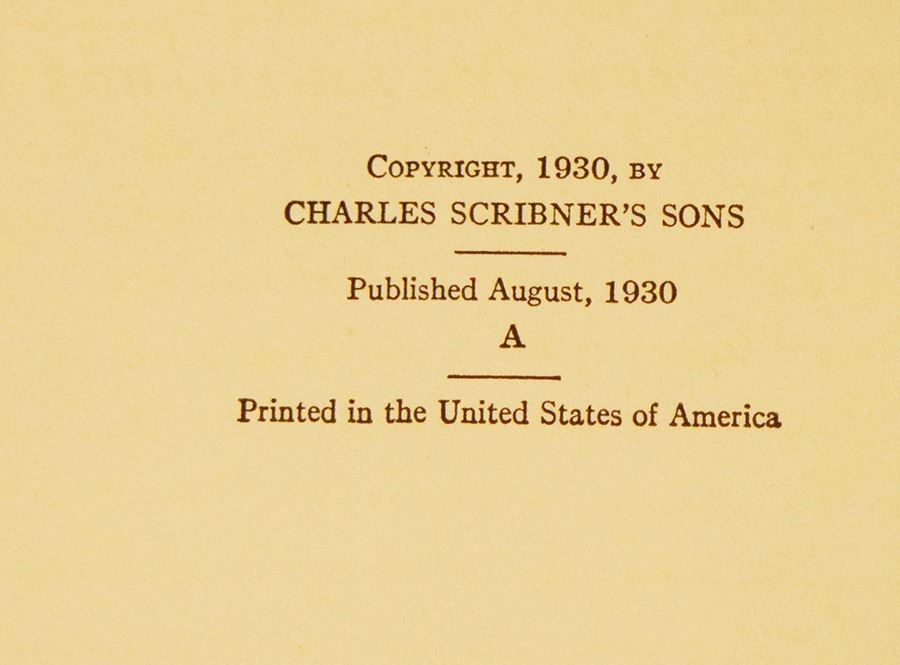 Copyright, 1930, by
CHARLES SCRIBNER'S SONS
Published August, 1930
A
Printed in the United States of America